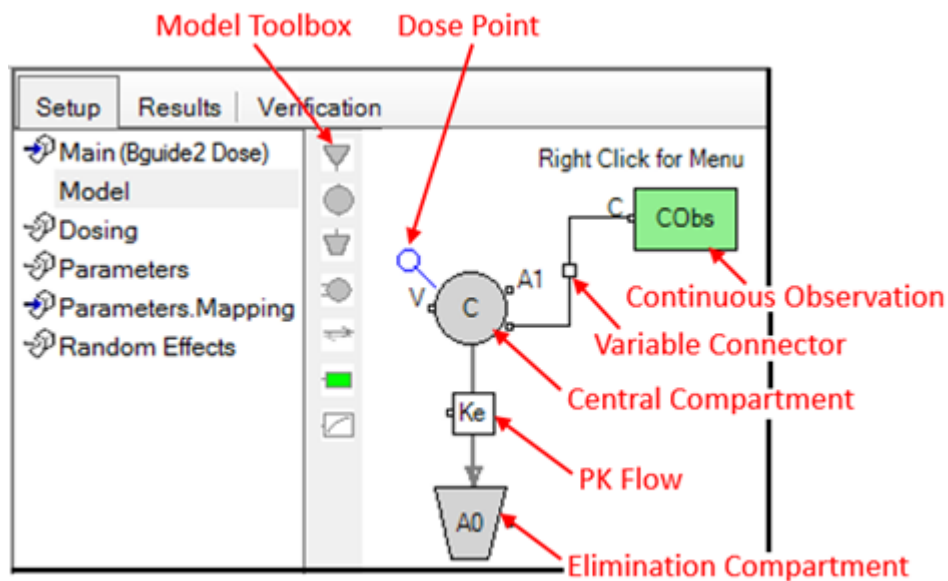 Model Toolbox
Dose Point
Setup
Results
Verification
Main (Bguide2 Dose)
Model
Dosing
Parameters
Parameters.Mapping
Random Effects
Right Click for Menu
C
CObs
A1
V
C
Continuous Observation
Variable Connector
Central Compartment
Ke
PK Flow
A0
Elimination Compartment